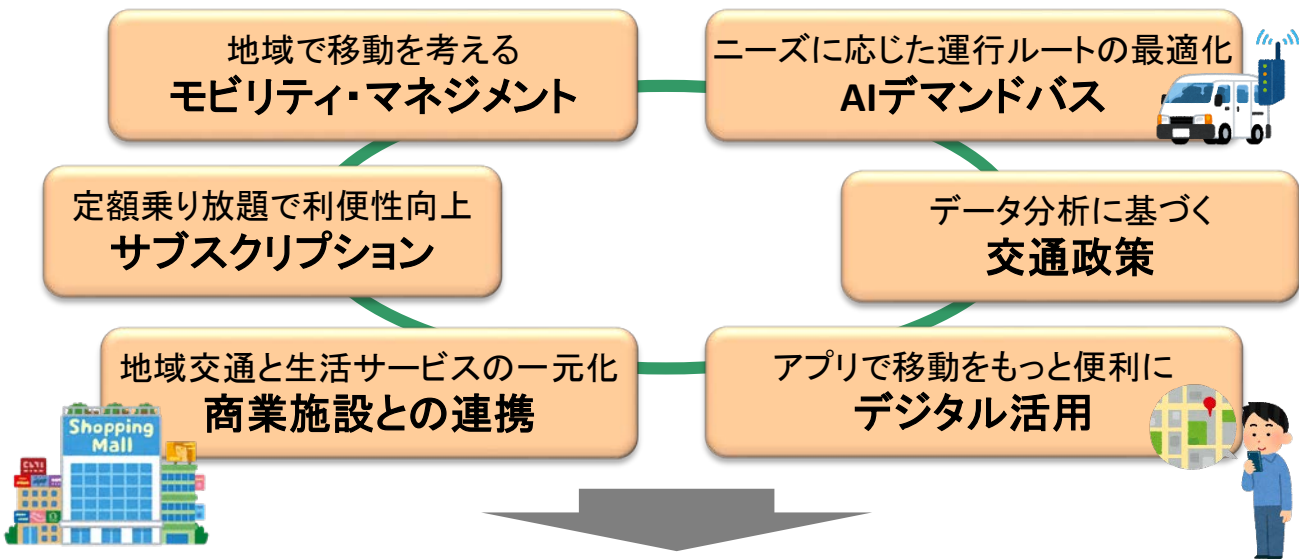 地域で移動を考える
モビリティ・マネジメント
ニーズに応じた運行ルートの最適化
AIデマンドバス
定額乗り放題で利便性向上
サブスクリプション
データ分析に基づく
交通政策
地域交通と生活サービスの一元化
商業施設との連携
アプリで移動をもっと便利に
デジタル活用
Shopping
Mall